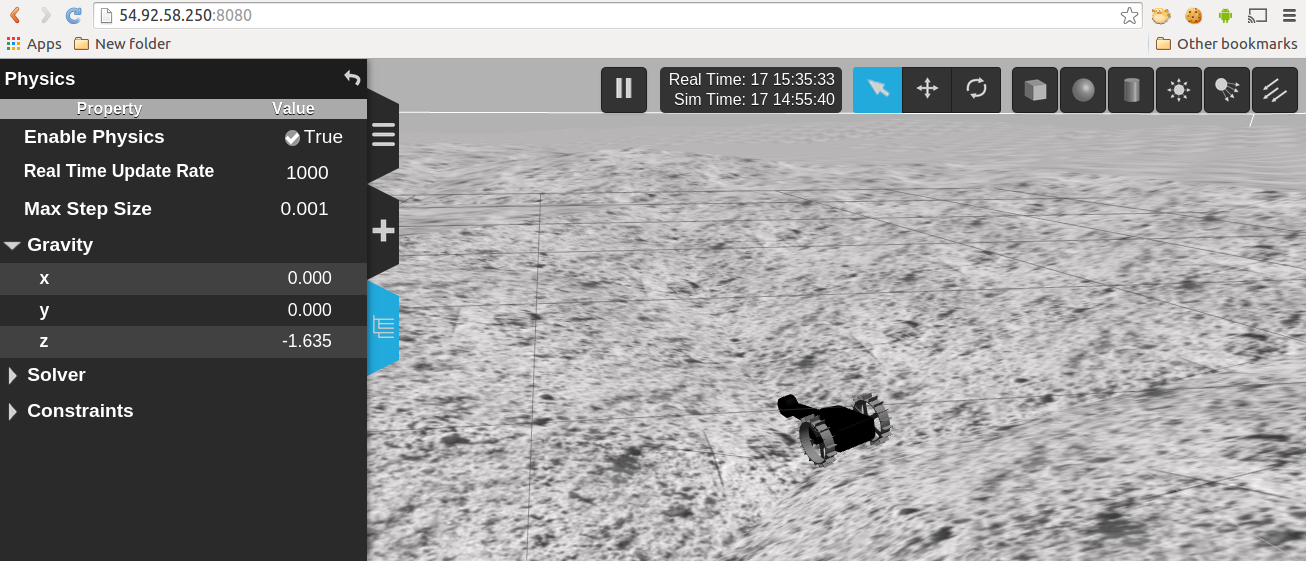 54.92.58.250:8080
Apps New folder Other bookmarks
Physics
Property Value
Enable Physics True
Real Time Update Rate 1000
Max Step Size 0.001
Gravity
x 0.000
y 0.000
z -1.635
Solver
Constraints
Real Time: 17 15:35:33
Sim Time: 17 14:55:40